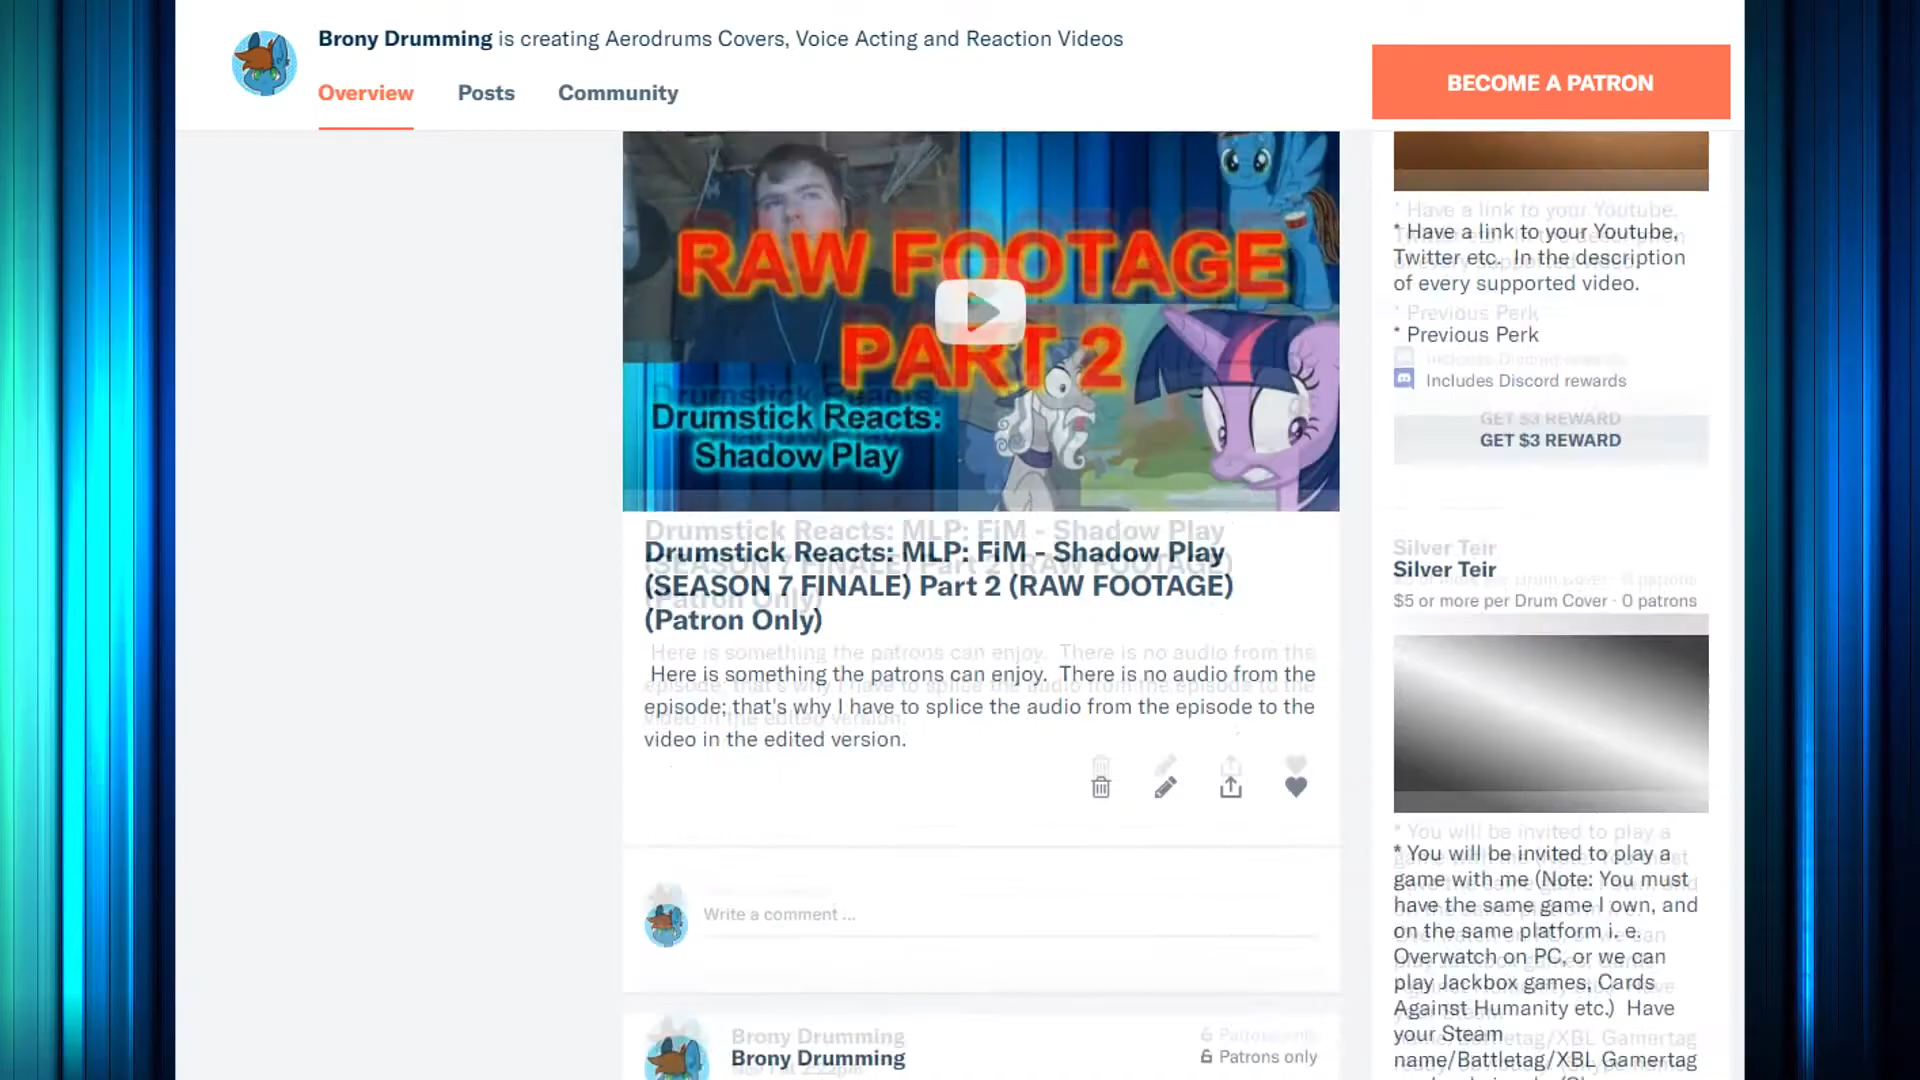 Brony Drumming is creating Aerodrums Covers, Voice Acting and Reaction Videos
Overview
Posts
Community
BECOME A PATRON
RAW FOOTAGE
PART 2
Drumstick Reacts:
Shadow Play
Drumstick Reacts: MLP: FiM - Shadow Play
(SEASON 7 FINALE) Part 2 (RAW FOOTAGE)
(Patron Only)
Here is something the patrons can enjoy. There is no audio from the
episode; that's why I have to splice the audio from the episode to the
video in the edited version.
Write a comment ...
Brony Drumming
Patrons only
* Have a link to your Youtube,
Twitter etc. In the description
of every supported video.
* Previous Perk
Includes Discord rewards
GET $3 REWARD
Silver Teir
$5 or more per Drum Cover · 0 patrons
* You will be invited to play a
game with me (Note: You must
have the same game I own, and
on the same platform i. e.
Overwatch on PC, or we can
play Jackbox games, Cards
Against Humanity etc.) Have
your Steam
name/Battletag/XBL Gamertag